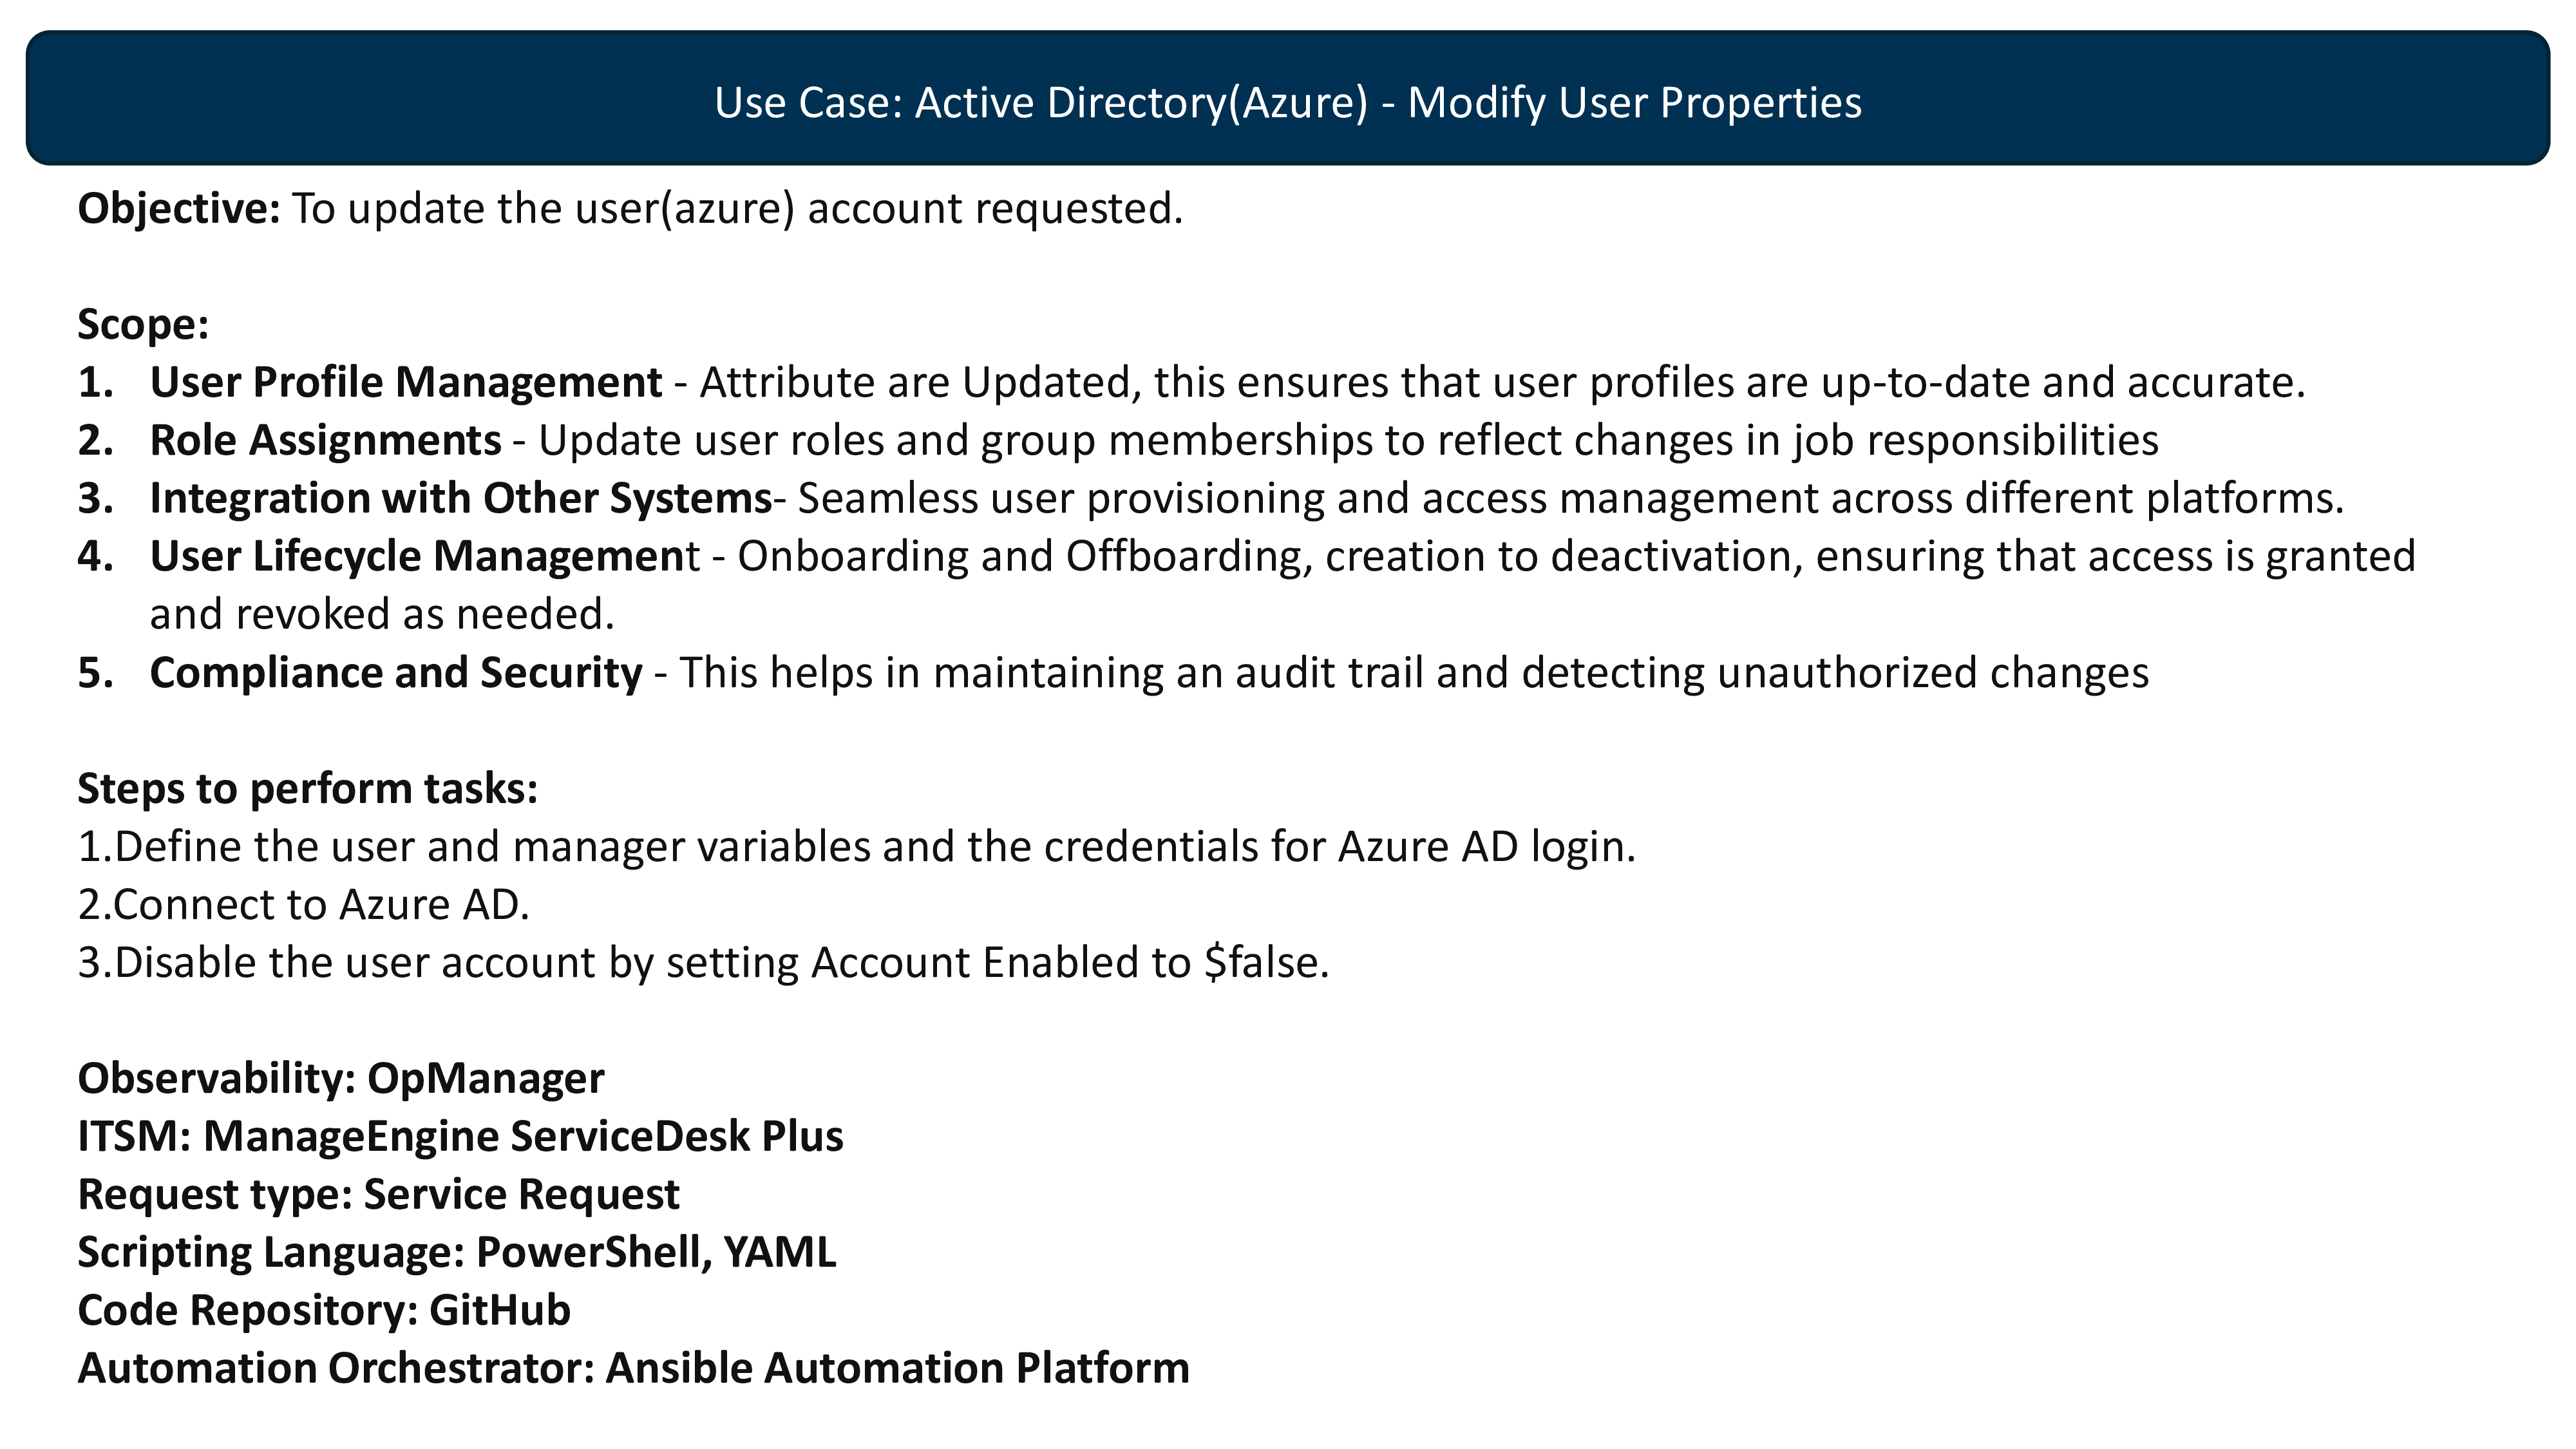 Use Case: Active Directory(Azure) - Modify User Properties
Objective: To update the user(azure) account requested.
Scope:
1. User Profile Management - Attribute are Updated, this ensures that user profiles are up-to-date and accurate.
2. Role Assignments - Update user roles and group memberships to reflect changes in job responsibilities
3. Integration with Other Systems- Seamless user provisioning and access management across different platforms.
4. User Lifecycle Management - Onboarding and Offboarding, creation to deactivation, ensuring that access is granted
and revoked as needed.
5. Compliance and Security - This helps in maintaining an audit trail and detecting unauthorized changes
Steps to perform tasks:
1.Define the user and manager variables and the credentials for Azure AD login.
2.Connect to Azure AD.
3.Disable the user account by setting Account Enabled to $false.
Observability: OpManager
ITSM: ManageEngine ServiceDesk Plus
Request type: Service Request
Scripting Language: PowerShell, YAML
Code Repository: GitHub
Automation Orchestrator: Ansible Automation Platform